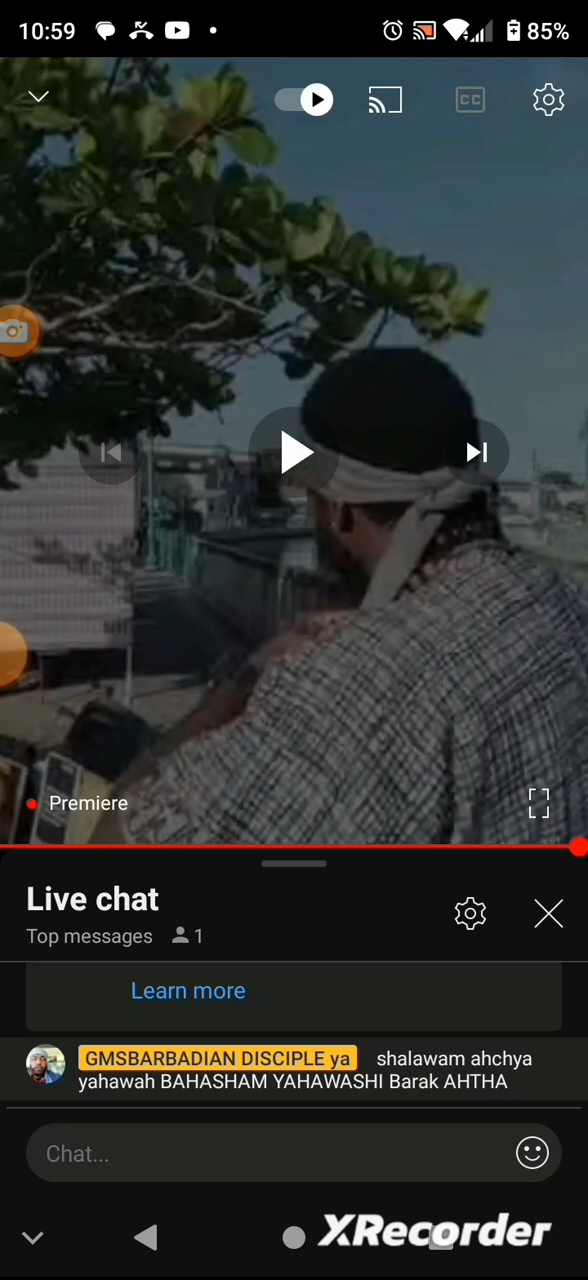 10:59 85%
CC
Premiere
Live chat
Top messages 1
Learn more
GMSBARBADIAN DISCIPLE ya shalawam ahchya
yahawah BAHASHAM YAHAWASHI Barak AHTHA
Chat...
XRecorder